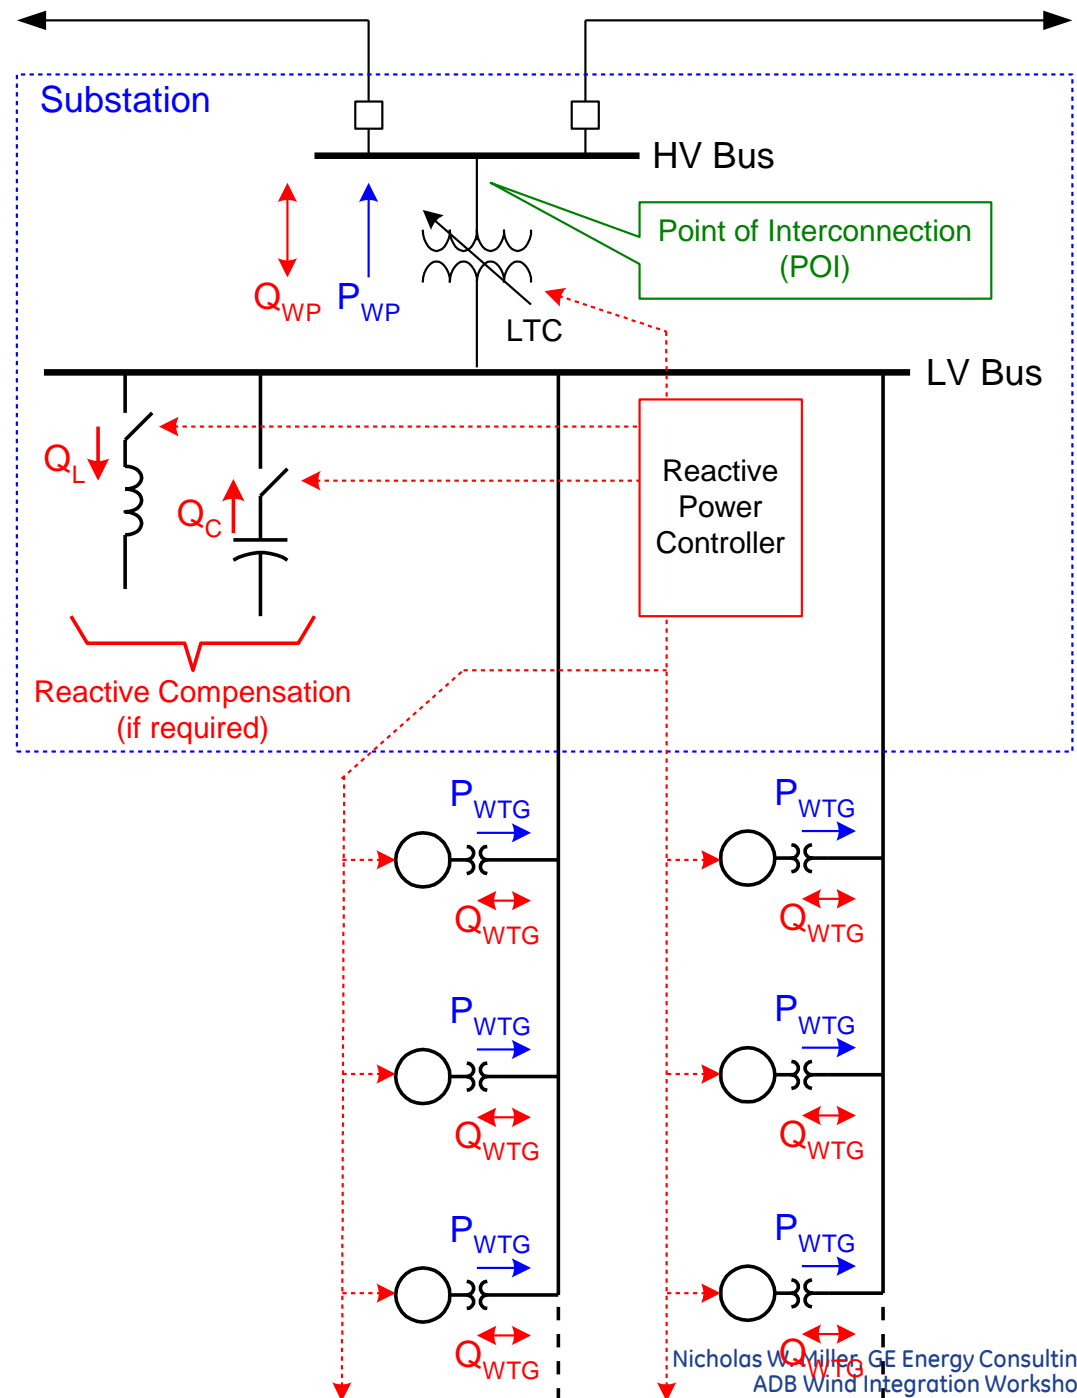 Substation
HV Bus
Point of Interconnection
(POI)
QWP
PWP
LTC
LV Bus
QL
QC
Reactive
Power
Controller
Reactive Compensation
(if required)
PWTG
PWTG
QWTG
QWTG
PWTG
PWTG
QWTG
QWTG
PWTG
PWTG
QWTG
QWTG
Nicholas W. Miller, GE Energy Consultin
ADB Wind Integration Worksho